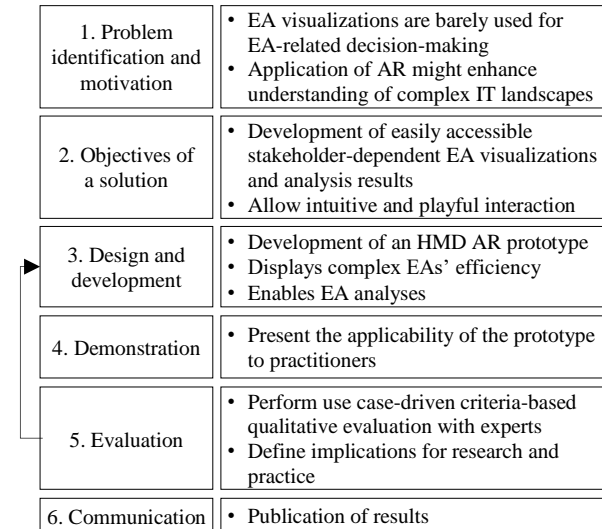 1. Problem
identification and
motivation
• EA visualizations are barely used for
EA-related decision-making
• Application of AR might enhance
understanding of complex IT landscapes
2. Objectives of
a solution
• Development of easily accessible
stakeholder-dependent EA visualizations
and analysis results
• Allow intuitive and playful interaction
3. Design and
development
• Development of an HMD AR prototype
• Displays complex EAs’ efficiency
• Enables EA analyses
4. Demonstration
• Present the applicability of the prototype
to practitioners
5. Evaluation
• Perform use case-driven criteria-based
qualitative evaluation with experts
• Define implications for research and
practice
6. Communication
• Publication of results